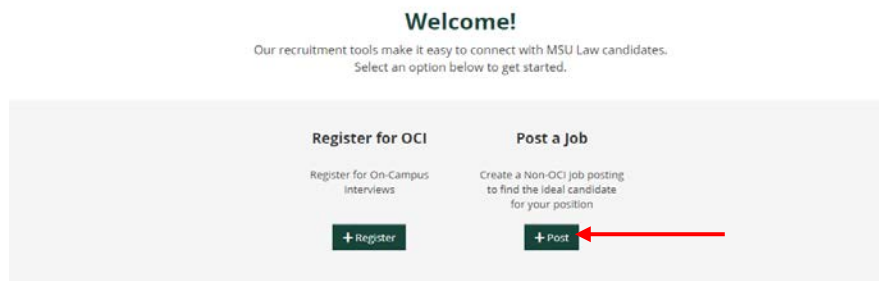 Welcome!
Our recruitment tools make it easy to connect with MSU Law candidates.
Select an option below to get started.
Register for OCI
Register for On-Campus
Interviews
+ Register
Post a Job
Create a Non-OCI job posting
to find the ideal candidate
for your position
+ Post